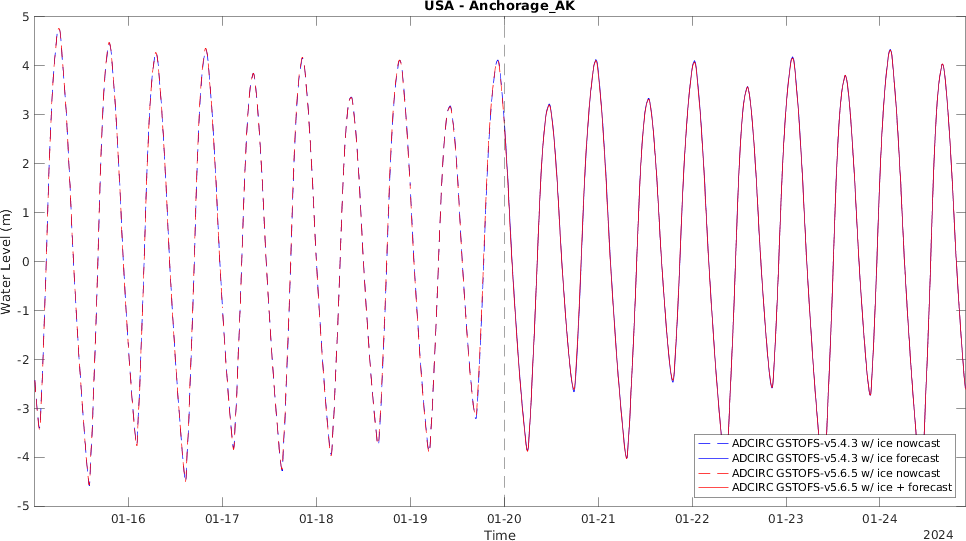 USA - Anchorage_AK
5
4
3
2
1
0
-1
-2
-3
-4
-5
Water Level (m)
ADCIRC GSTOFS-v5.4.3 w/ ice nowcast
ADCIRC GSTOFS-v5.4.3 w/ ice forecast
ADCIRC GSTOFS-v5.6.5 w/ ice nowcast
ADCIRC GSTOFS-v5.6.5 w/ ice + forecast
01-16 01-17 01-18 01-19 01-20 01-21 01-22 01-23 01-24
Time
2024